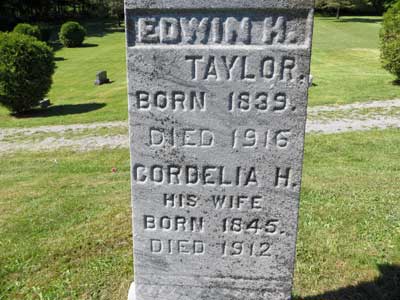 EDWIN H.
TAYLOR.
BORN 1839.
DIED 1916
CORDELIA H.
HIS WIFE
BORN 1845.
DIED 1912.